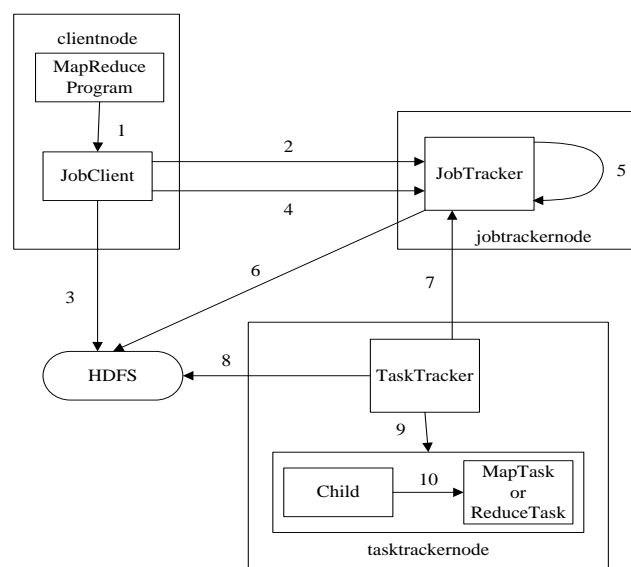 clientnode
MapReduce
Program
1
JobClient
2
4
JobTracker
5
jobtrackernode
3
6
7
HDFS
8
TaskTracker
9
Child
10
MapTask
or
ReduceTask
tasktrackernode